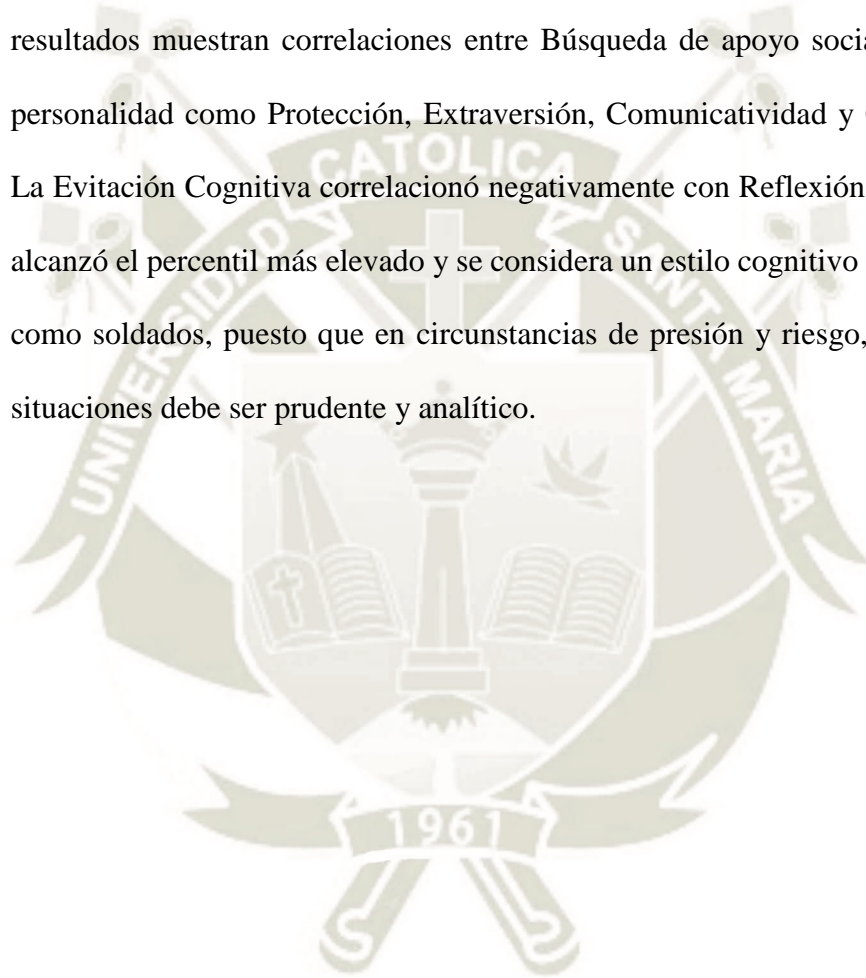 resultados muestran correlaciones entre Búsqueda de apoyo
personalidad como Protección, Extraversión, Comunicatividad y
La Evitación Cognitiva correlacionó negativamente con Reflexión
alcanzó el percentil más elevado y se considera un estilo cognitivo
como soldados, puesto que en circunstancias de presión y riesgo,
situaciones debe ser prudente y analítico.
UNIVERSIDAD CATOLICA SANTA MARIA
1961